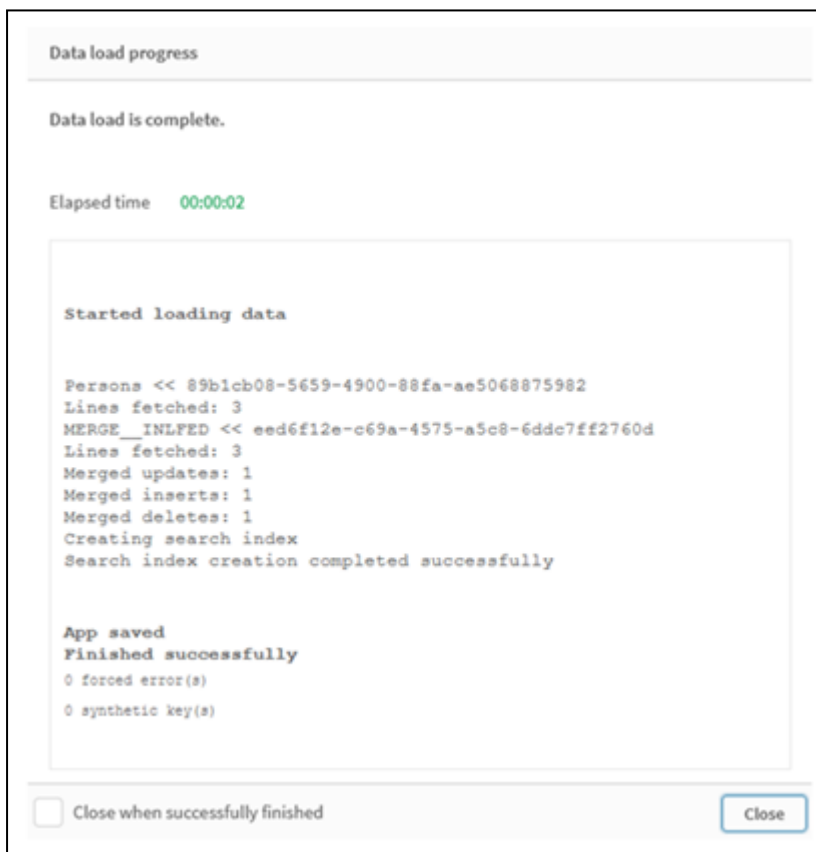 Data load progress
Data load is complete.
Elapsed time 00:00:02
Started loading data
Persons << 89b1cb08-5659-4900-88fa-ae5068875982
Lines fetched: 3
MERGE__INLFED << eed6f12e-c69a-4575-a5c8-6ddc7ff2760d
Lines fetched: 3
Merged updates: 1
Merged inserts: 1
Merged deletes: 1
Creating search index
Search index creation completed successfully
App saved
Finished successfully
0 forced error(s)
0 synthetic key(s)
Close when successfully finished
Close